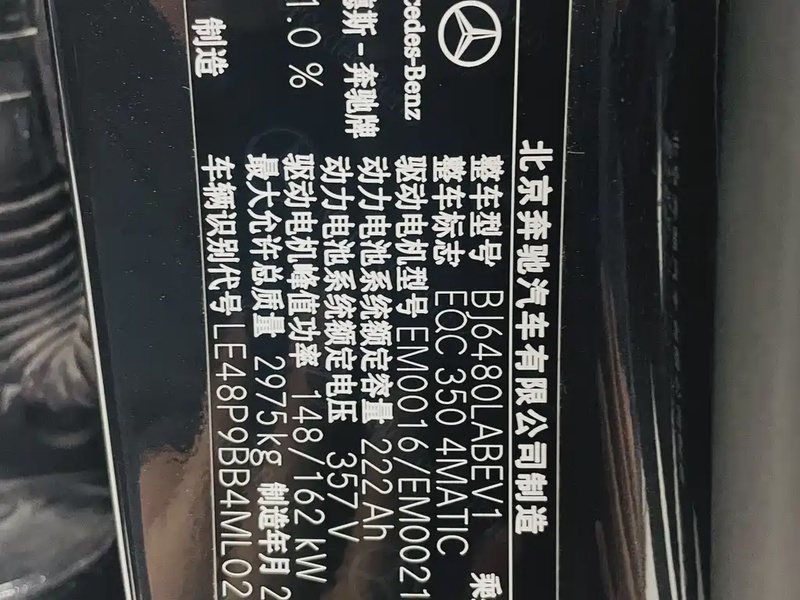 Mercedes-Benz
斯-奔驰牌
1.0 %
制造
北京奔驰汽车有限公司制造
整车型号 BJ6480LABEV1
整车标志 EQC 350 4MATIC
驱动电机型号 EM0016/EM0021
动力电池系统额定容量 222Ah
动力电池系统额定电压 357V
驱动电机峰值功率 148/162 kW
最大允许总质量 2975kg 制造年月 2
车辆识别代号 LE48P9BB4ML02